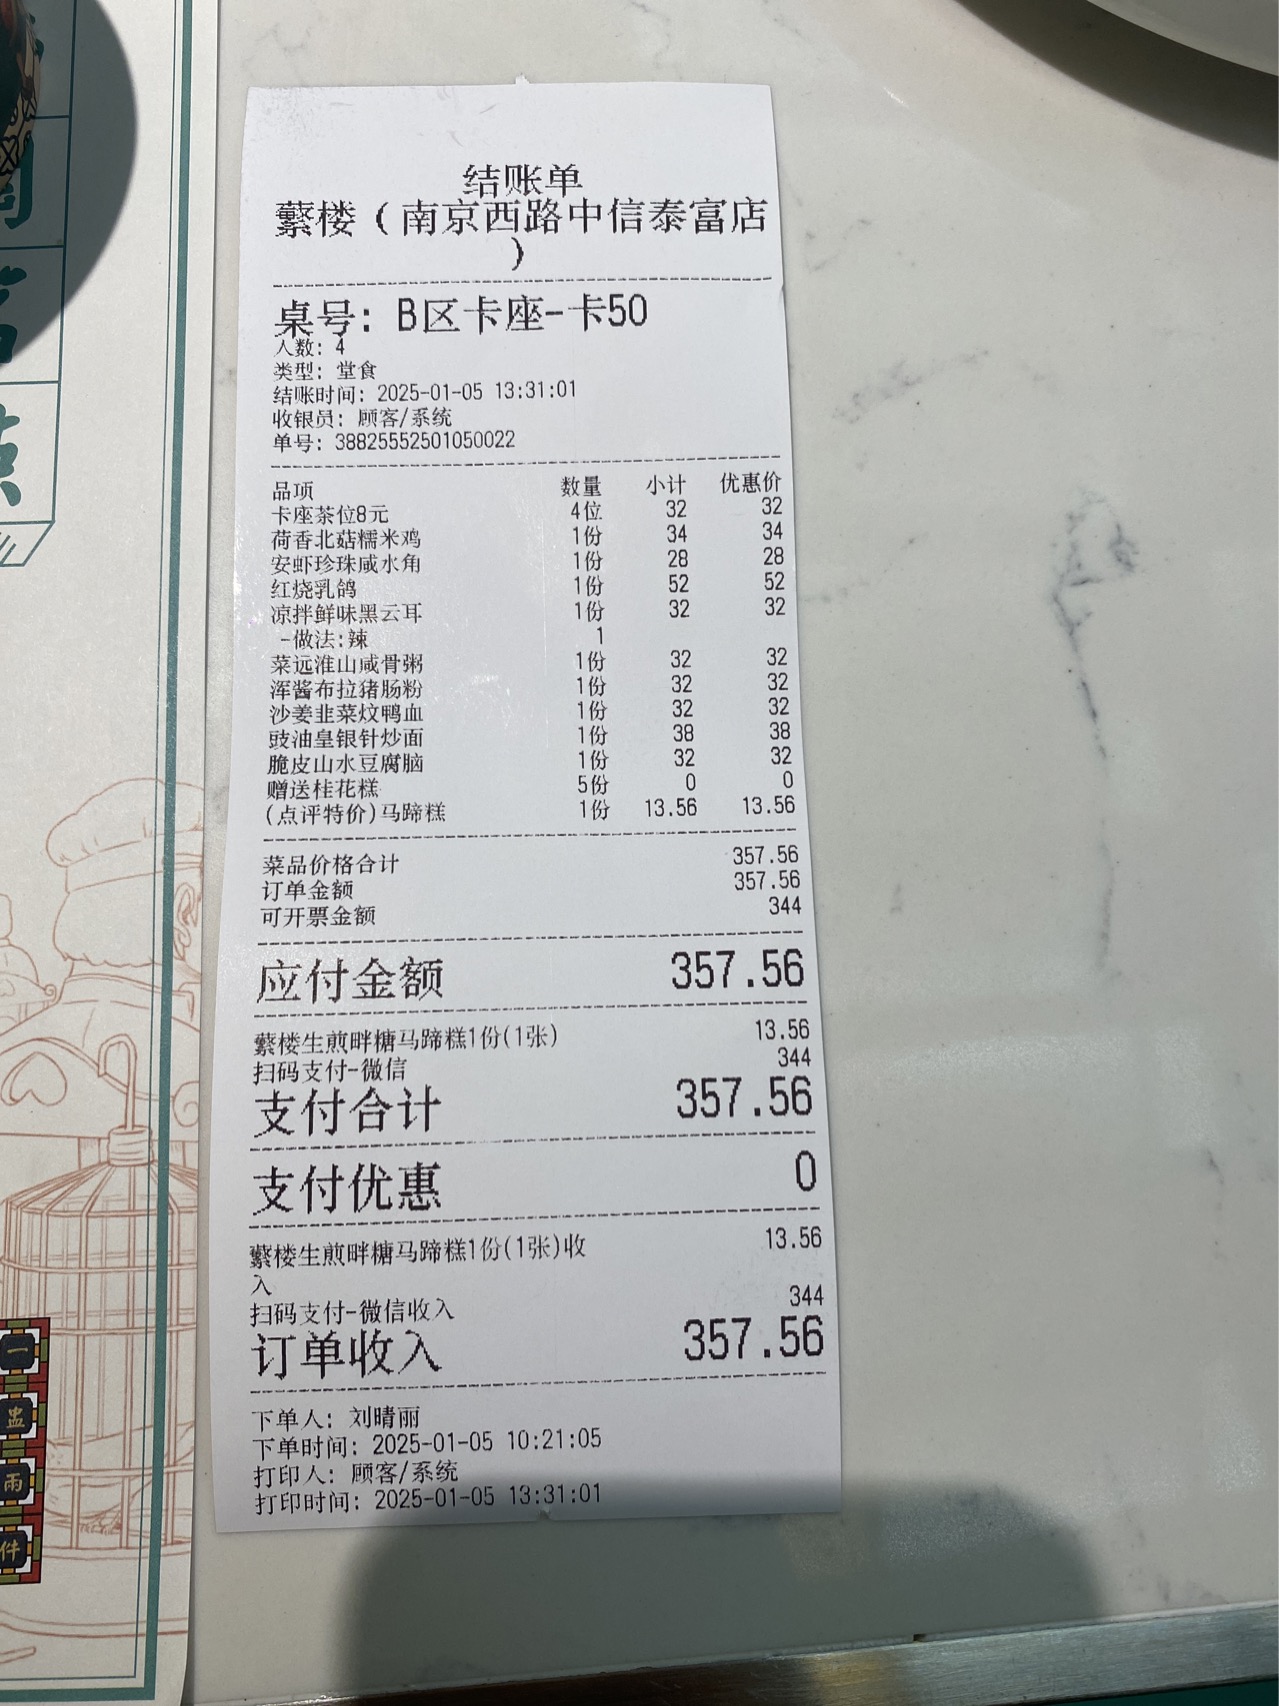 结账单
蘩楼（南京西路中信泰富店
）
桌号：B区卡座-卡50
人数：4
类型：堂食
结账时间：2025-01-05 13:31:01
收银员：顾客/系统
单号：38825552501050022
品项 数量 小计 优惠价
卡座茶位8元 4位 32 32
荷香北菇糯米鸡 1份 34 34
安虾珍珠咸水角 1份 28 28
红烧乳鸽 1份 52 52
凉拌鲜味黑云耳 1份 32 32
-做法:辣 1
菜远淮山咸骨粥 1份 32 32
浑酱布拉猪肠粉 1份 32 32
沙姜韭菜炆鸭血 1份 32 32
豉油皇银针炒面 1份 38 38
脆皮山水豆腐脑 1份 32 32
赠送桂花糕 5份 0 0
(点评特价)马蹄糕 1份 13.56 13.56
菜品价格合计 357.56
订单金额 357.56
可开票金额 344
应付金额 357.56
蘩楼生煎畔糖马蹄糕1份(1张) 13.56
扫码支付-微信 344
支付合计 357.56
支付优惠 0
蘩楼生煎畔糖马蹄糕1份(1张)收 13.56
入
扫码支付-微信收入 344
订单收入 357.56
下单人：刘晴丽
下单时间：2025-01-05 10:21:05
打印人：顾客/系统
打印时间：2025-01-05 13:31:01
一
盅
两
件